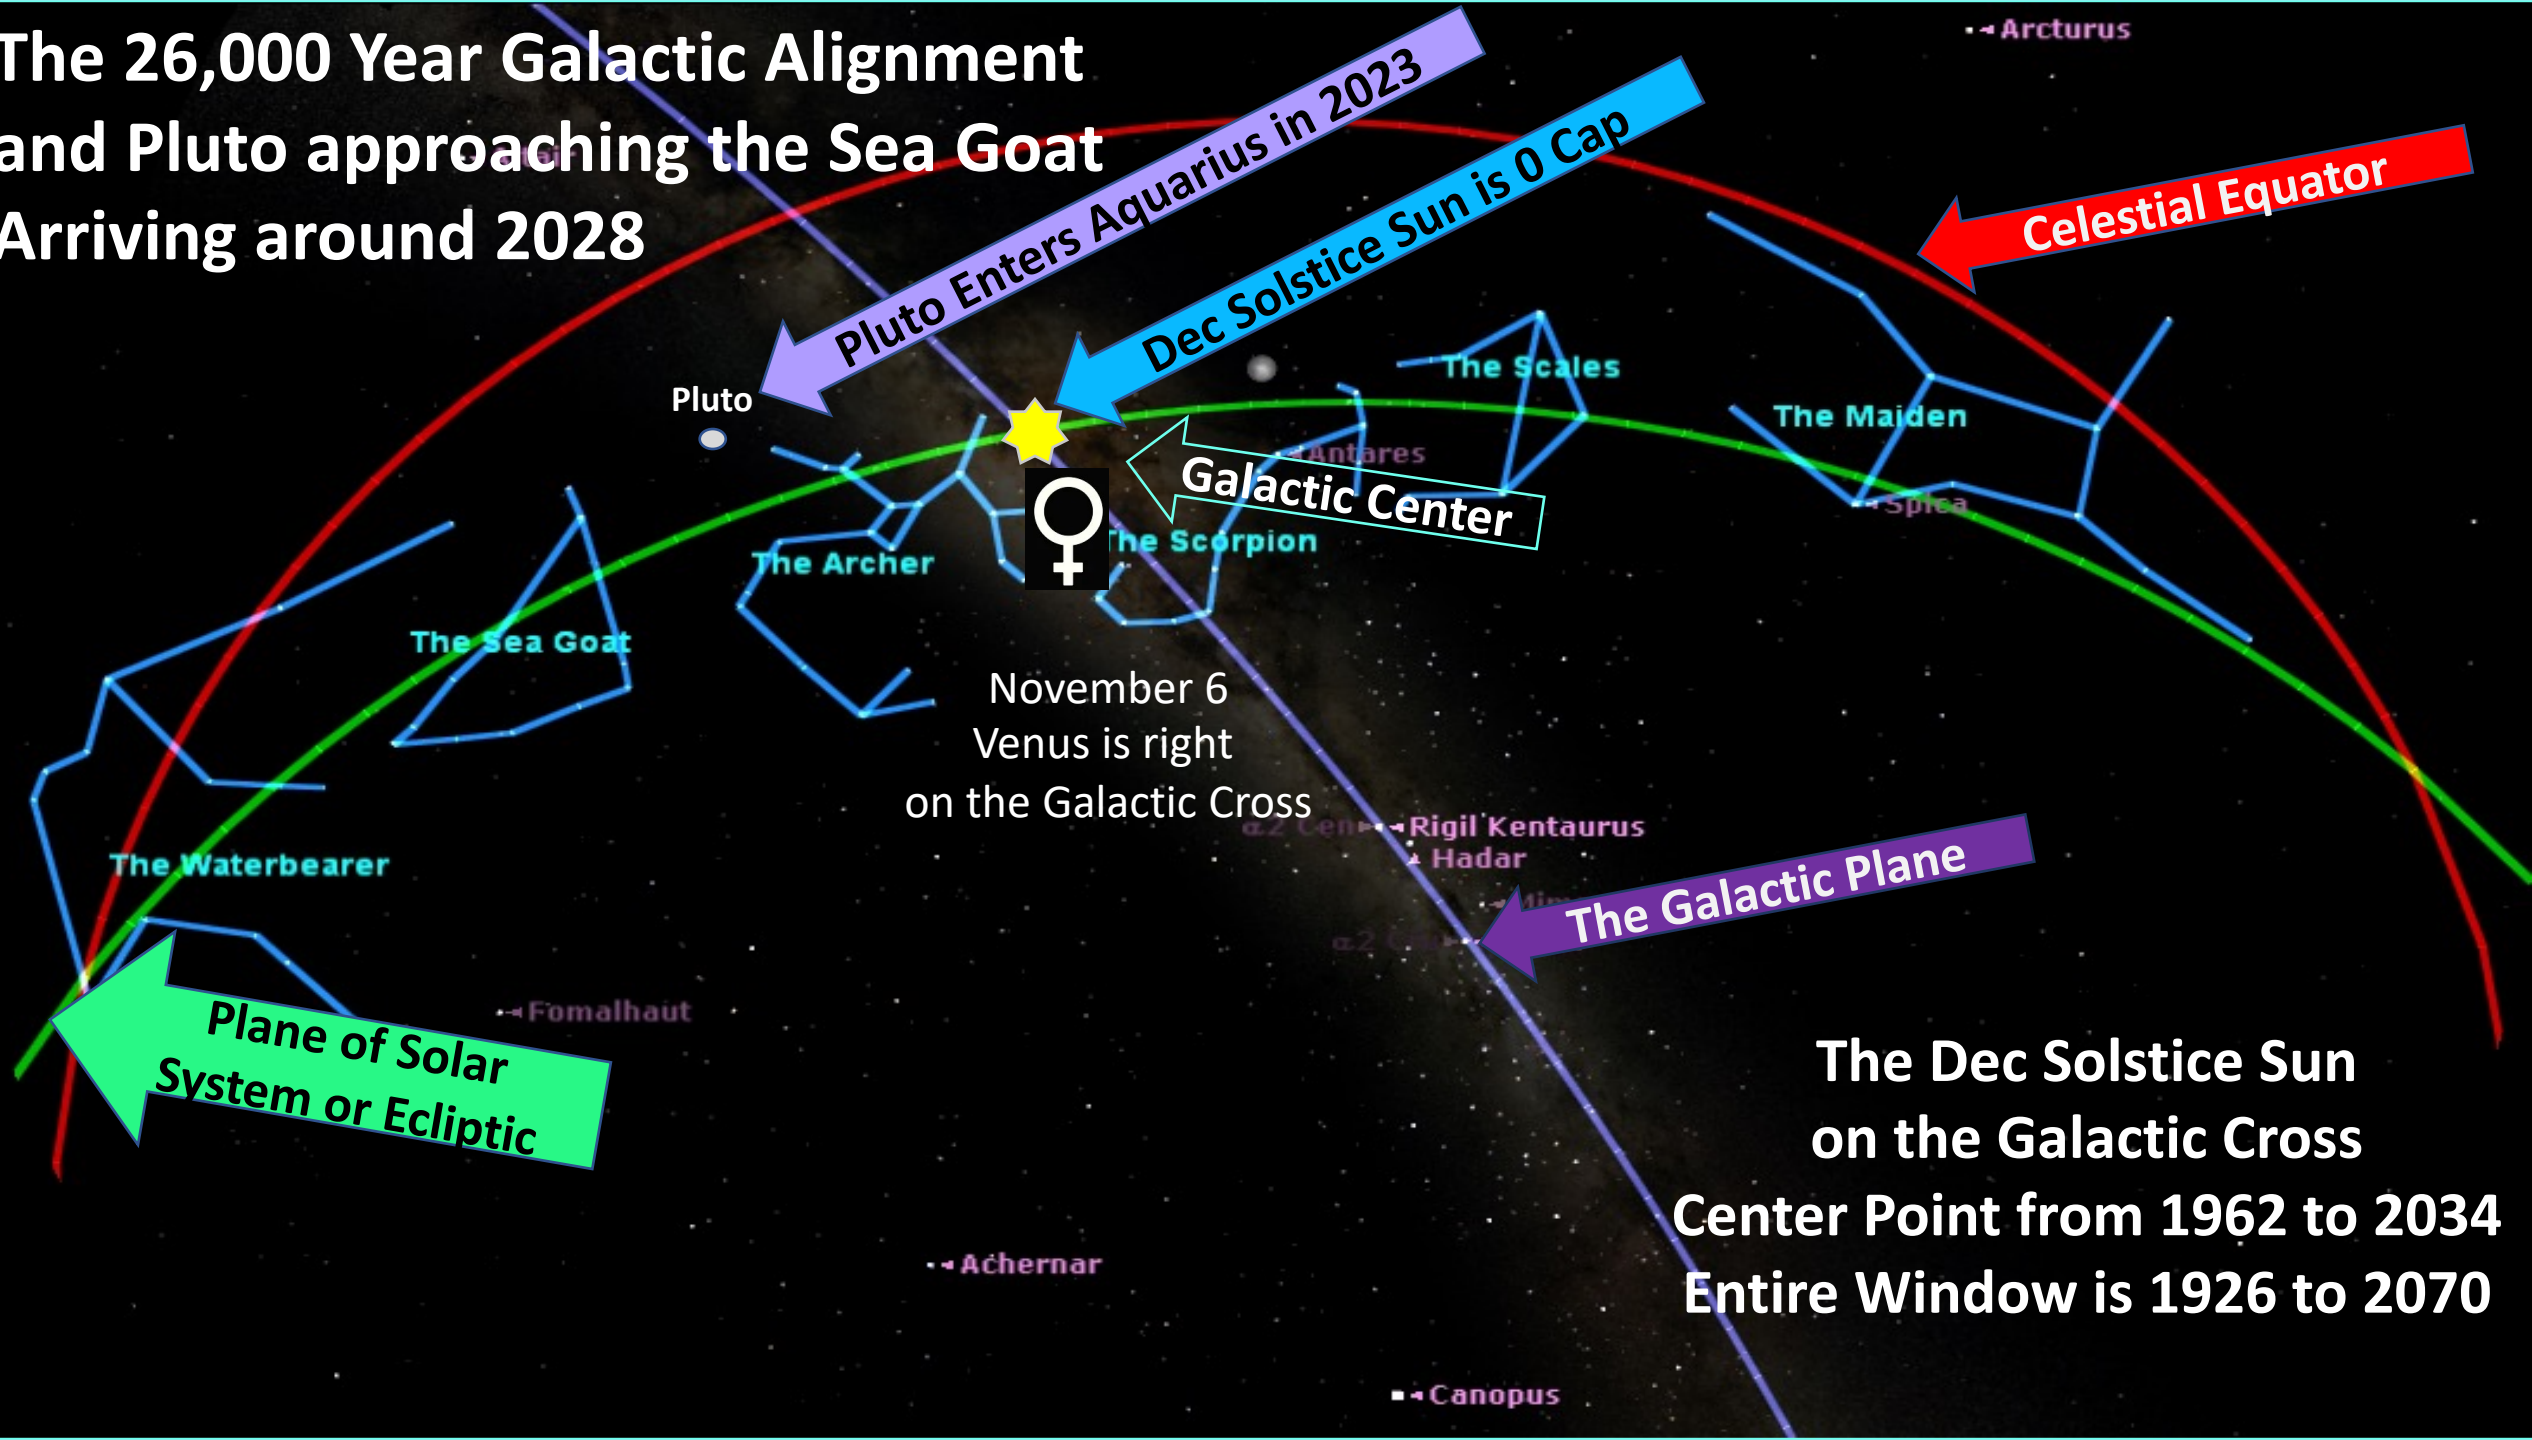 The 26,000 Year Galactic Alignment
and Pluto approaching the Sea Goat
Arriving around 2028
Arcturus
Altair
Pluto Enters Aquarius in 2023
Dec Solstice Sun is 0 Cap
Celestial Equator
Pluto
The Scales
The Maiden
Antares
Galactic Center
Spica
The Scorpion
The Archer
The Sea Goat
November 6
Venus is right
on the Galactic Cross
α2 Cen
Rigil Kentaurus
Hadar
The Waterbearer
The Galactic Plane
Fomalhaut
Plane of Solar
System or Ecliptic
The Dec Solstice Sun
on the Galactic Cross
Center Point from 1962 to 2034
Entire Window is 1926 to 2070
Achernar
Canopus